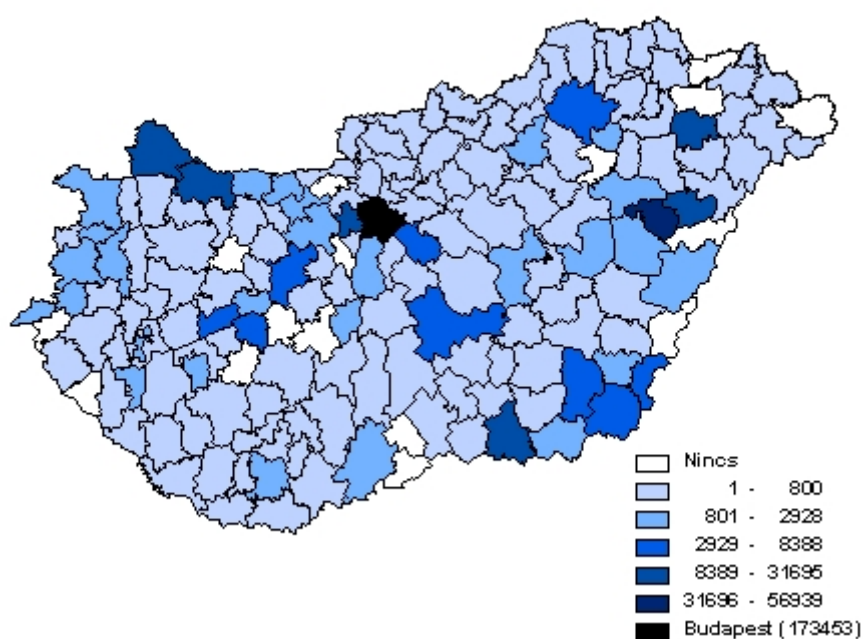 Nincs
1 - 800
801 - 2928
2929 - 8388
8389 - 31695
31696 - 56939
Budapest (173453)